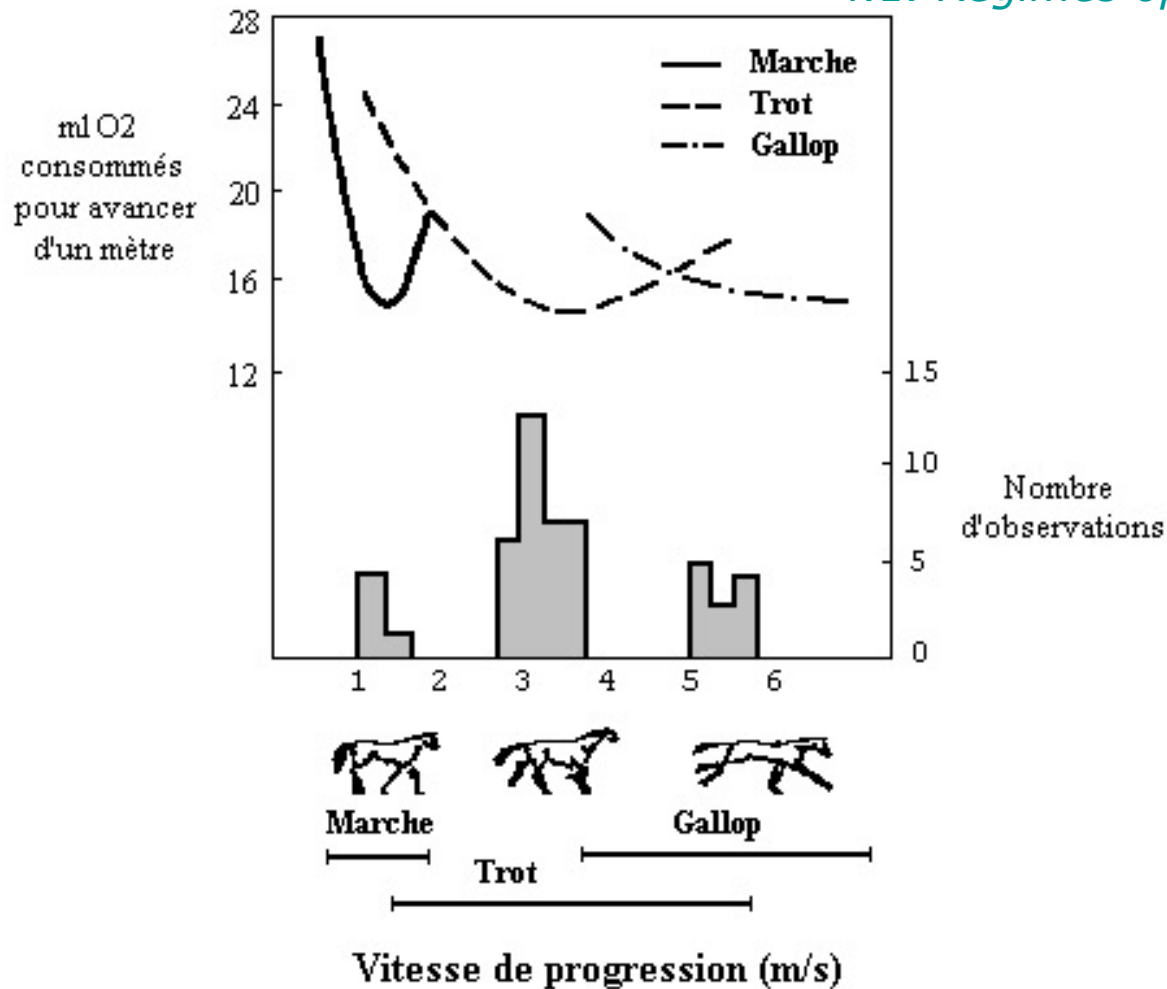 28
24
20
16
12
ml O2
consommés
pour avancer
d'un mètre
Marche
Trot
Gallop
15
10
5
0
Nombre
d'observations
1 2 3 4 5 6
Marche
Gallop
Trot
Vitesse de progression (m/s)